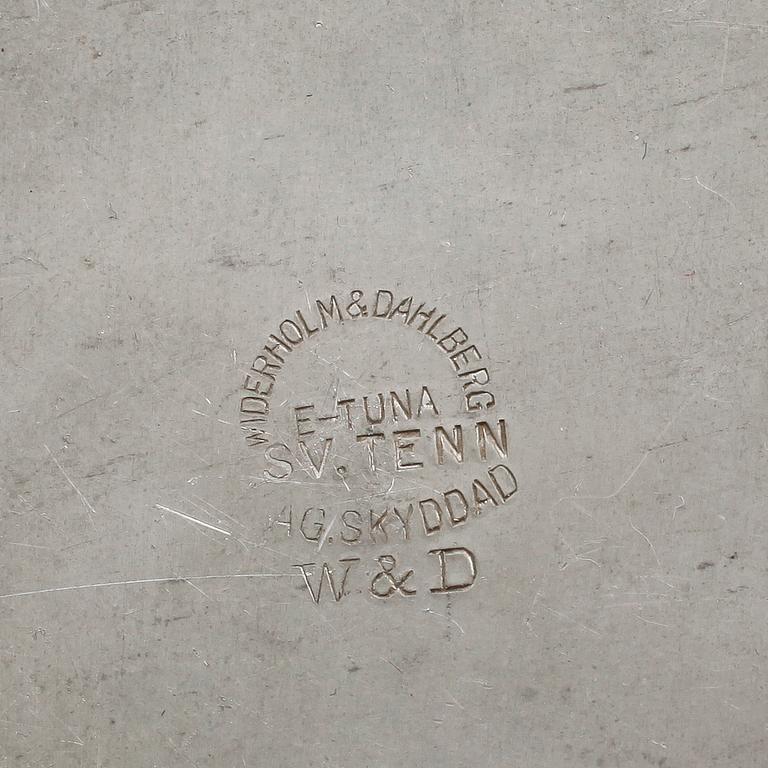 WIDERHOLM & DAHLBERG
E-TUNA
SV. TENN
AG. SKYDDAD
W & D